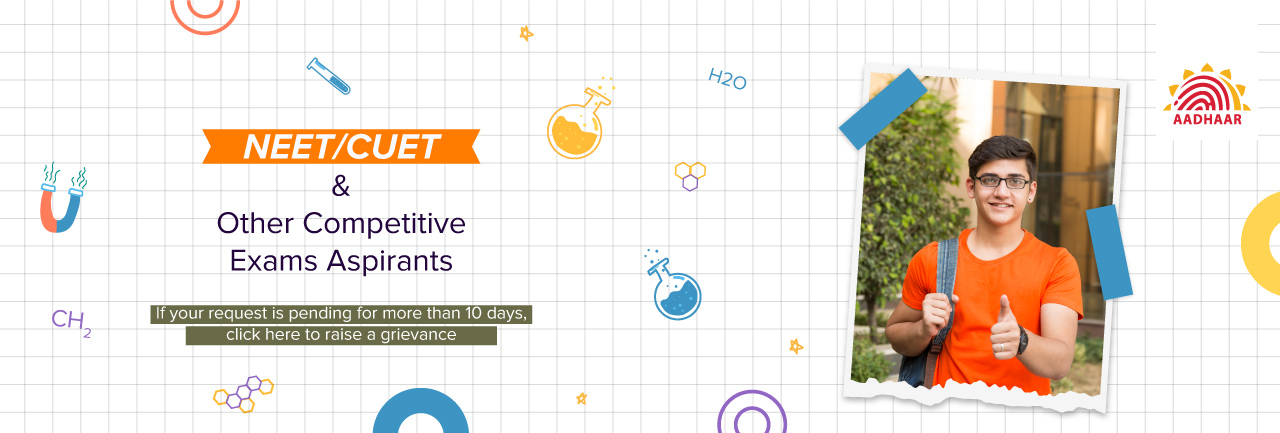 NEET/CUET
&
Other Competitive
Exams Aspirants
If your request is pending for more than 10 days,
click here to raise a grievance
H2O
CH2
AADHAAR